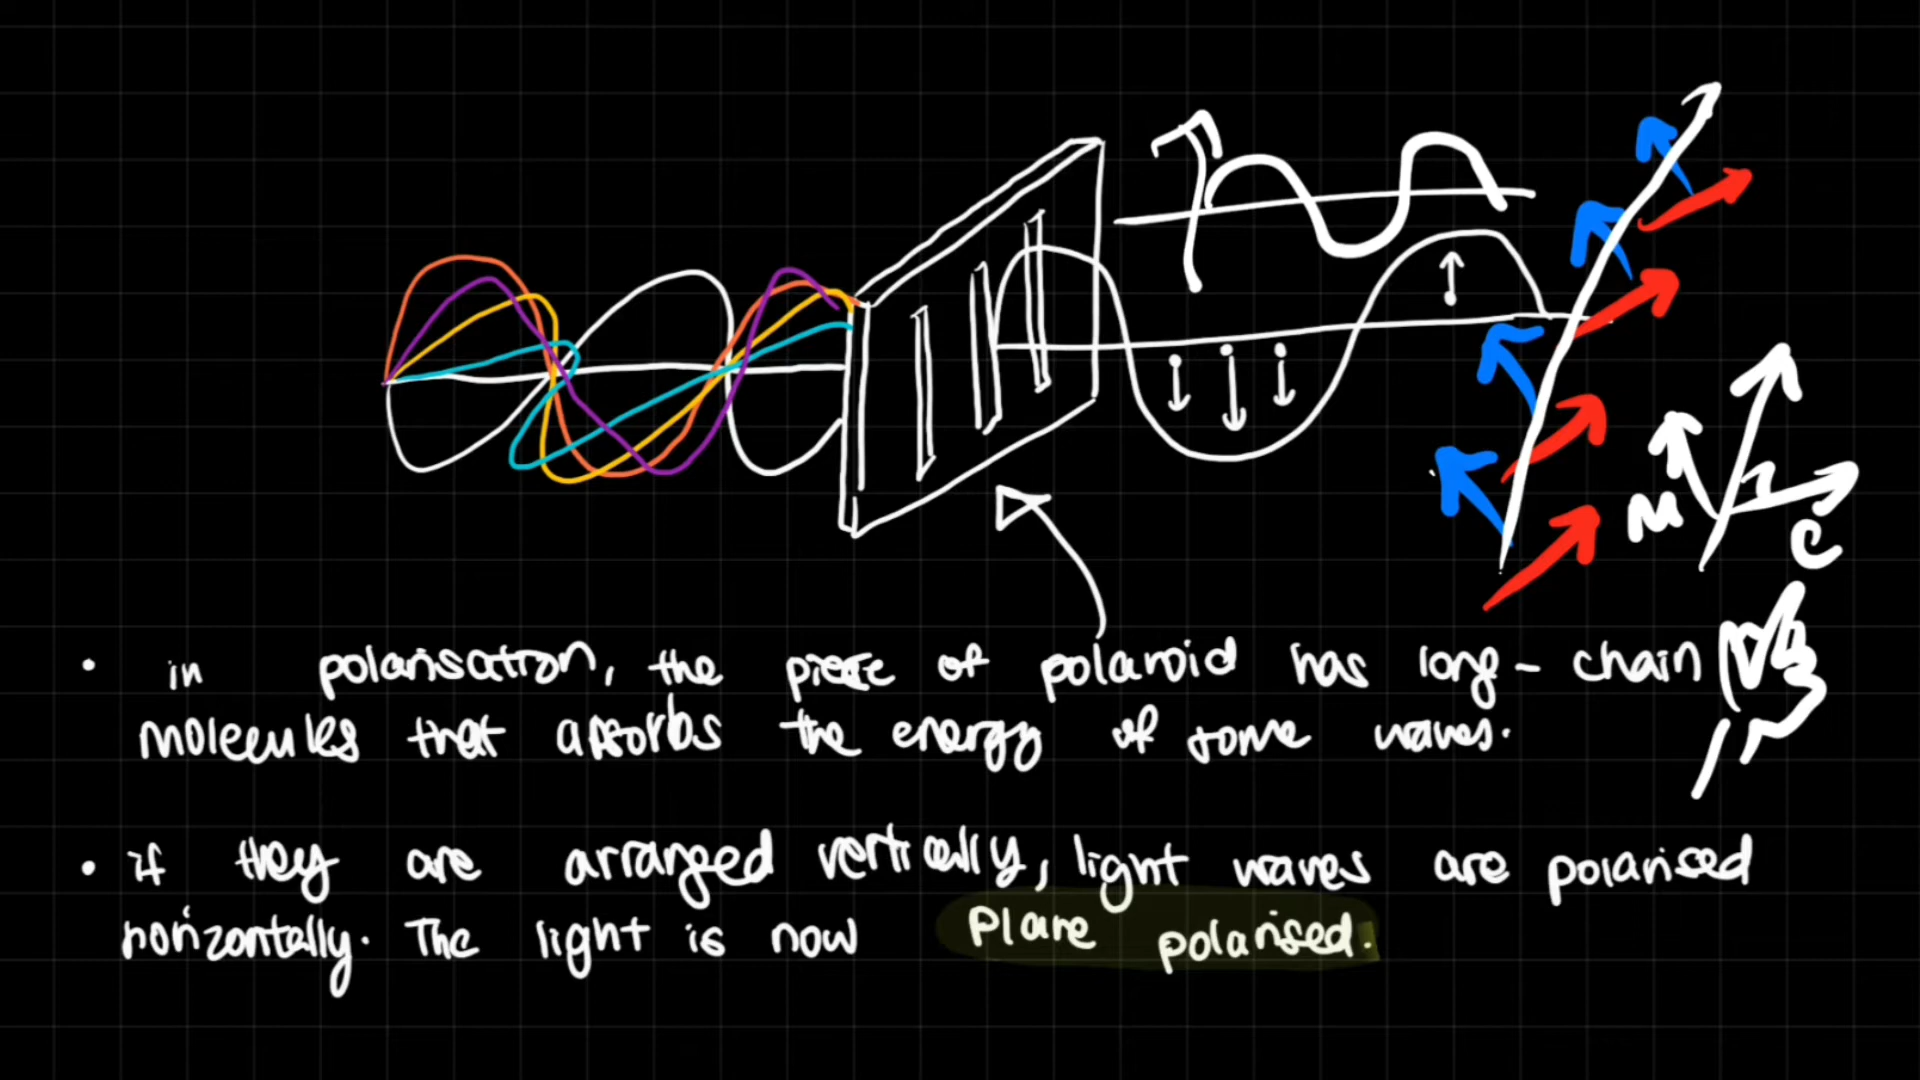 M
C
• in polarisation, the piece of polaroid has long-chain
molecules that absorbs the energy of some waves.
• if they are arranged vertically, light waves are polarised
horizontally. The light is now plane polarised.